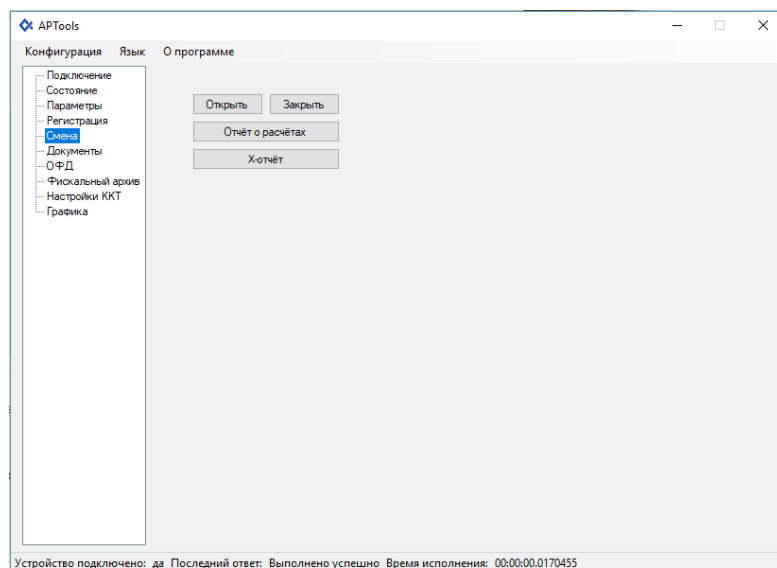 APTools
Конфигурация Язык О программе
Подключение
Состояние
Параметры
Регистрация
Смена
Документы
ОФД
Фискальный архив
Настройки ККТ
Графика
Открыть Закрыть
Отчёт о расчётах
X-отчёт
Устройство подключено: да Последний ответ: Выполнено успешно Время исполнения: 00:00:00.0170455